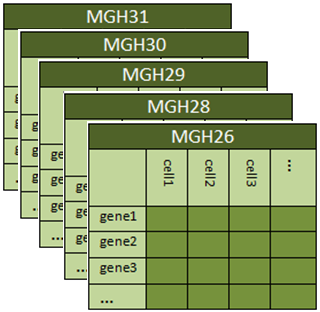 MGH31
MGH30
MGH29
MGH28
MGH26
cell1 cell2 cell3 ...
gene1
gene2
gene3
...